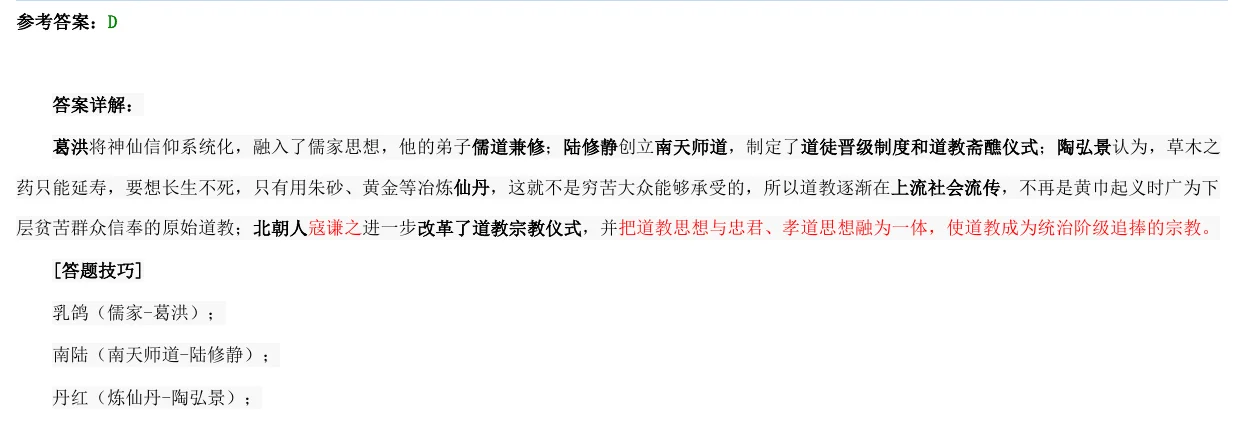 参考答案：D
答案详解：
葛洪将神仙信仰系统化，融入了儒家思想，他的弟子儒道兼修；陆修静创立南天师道，制定了道徒晋级制度和道教斋醮仪式；陶弘景认为，草木之
药只能延寿，要想长生不死，只有用朱砂、黄金等冶炼仙丹，这就不是穷苦大众能够承受的，所以道教逐渐在上流社会流传，不再是黄巾起义时广为下
层贫苦群众信奉的原始道教；北朝人寇谦之进一步改革了道教宗教仪式，并把道教思想与忠君、孝道思想融为一体，使道教成为统治阶级追捧的宗教。
[答题技巧]
乳鸽（儒家-葛洪）；
南陆（南天师道-陆修静）；
丹红（炼仙丹-陶弘景）；